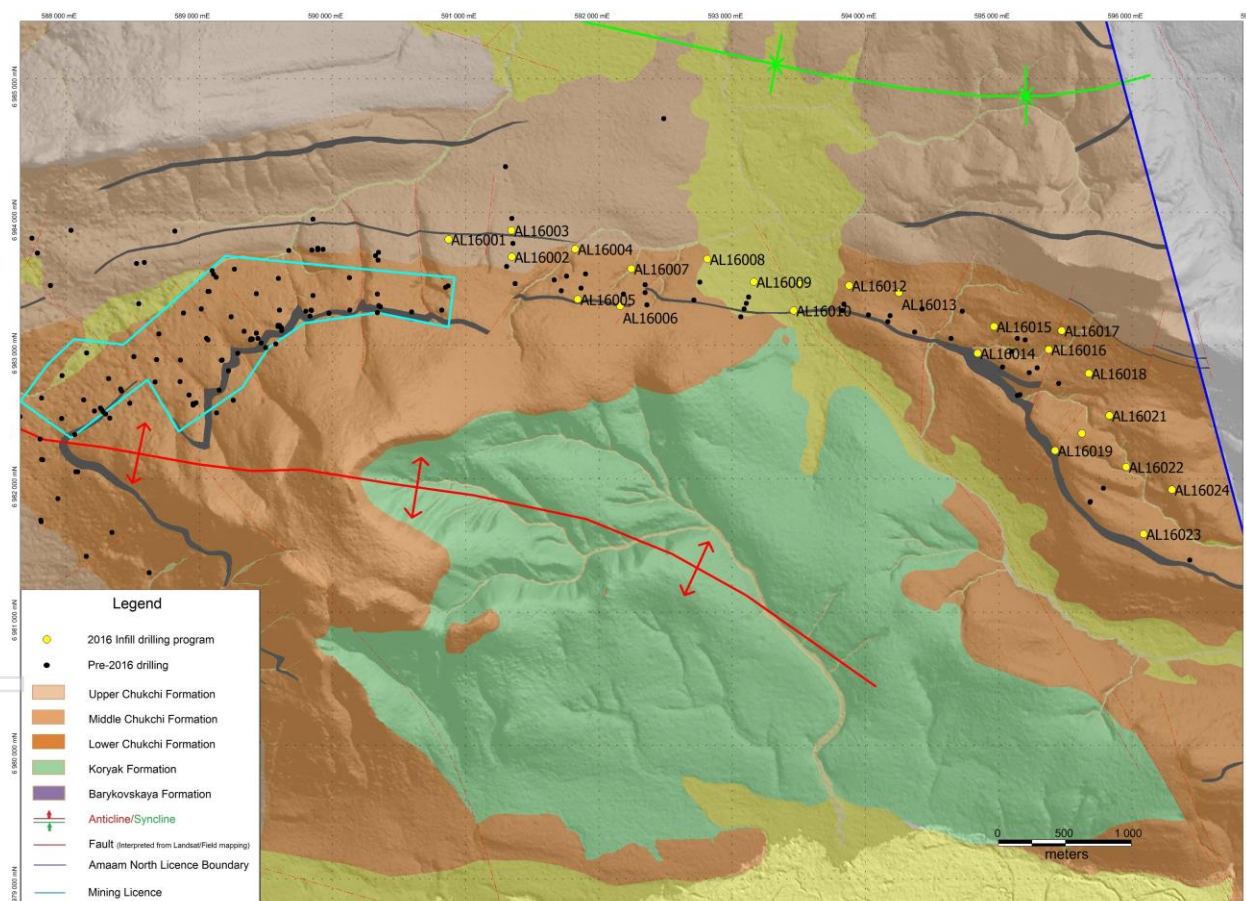 588 000 mE
589 000 mE
590 000 mE
591 000 mE
592 000 mE
593 000 mE
594 000 mE
595 000 mE
596 000 mE
6 985 000 mN
6 984 000 mN
6 983 000 mN
6 982 000 mN
6 981 000 mN
6 980 000 mN
AL16003
AL16001
AL16004
AL16002
AL16008
AL16007
AL16009
AL16012
AL16013
AL16005
AL16006
AL16010
AL16015
AL16017
AL16016
AL16014
AL16018
AL16021
AL16019
AL16022
AL16024
AL16023
Legend
2016 Infill drilling program
Pre-2016 drilling
Upper Chukchi Formation
Middle Chukchi Formation
Lower Chukchi Formation
Koryak Formation
Barykovskaya Formation
Anticline/Syncline
Fault (Interpreted from Landsat/Field mapping)
Amaam North Licence Boundary
Mining Licence
0 500 1 000
meters